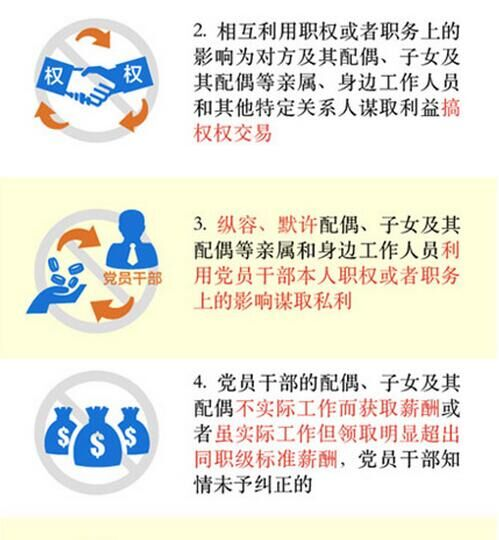 权 权
2. 相互利用职权或者职务上的
影响为对方及其配偶、子女及
其配偶等亲属、身边工作人员
和其他特定关系人谋取利益搞
权权交易
党员干部
3. 纵容、默许配偶、子女及其
配偶等亲属和身边工作人员利
用党员干部本人职权或者职务
上的影响谋取私利
$ $ $
4. 党员干部的配偶、子女及其
配偶不实际工作而获取薪酬或
者虽实际工作但领取明显超出
同职级标准薪酬，党员干部知
情未予纠正的